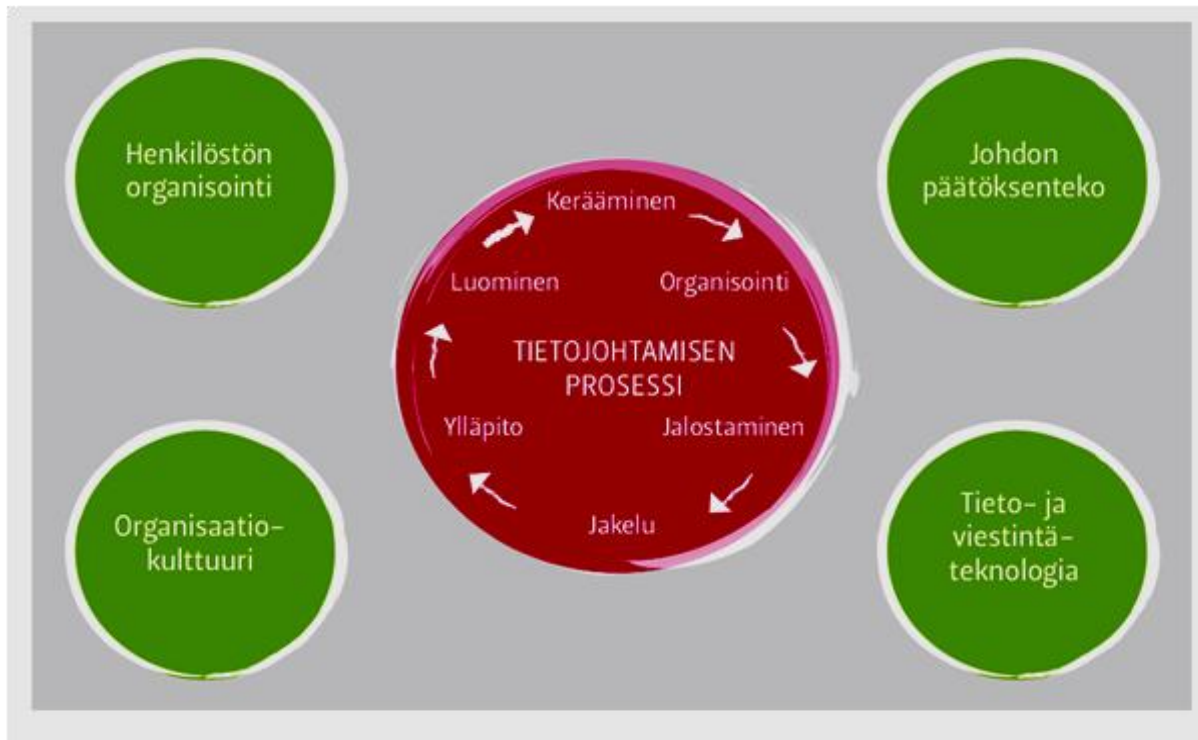 Henkilöstön
organisointi
Johdon
päätöksenteko
Kerääminen
Organisointi
Jalostaminen
Jakelu
Ylläpito
Luominen
TIETOJOHTAMISEN
PROSESSI
Organisaatio-
kulttuuri
Tieto- ja
viestintä-
teknologia